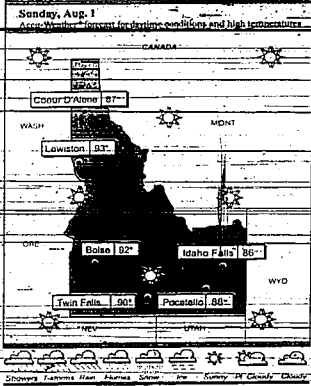 Sunday, Aug. 1
Accu-Weather® forecast for daytime conditions and high temperatures
CANADA
Coeur D'Alene 87°
WASH
MONT
Lewiston 93°
ORE
Boise 92°
Idaho Falls 86°
WYO
Twin Falls 90°
Pocatello 88°
NEV
UTAH
Showers T-storms Rain Flurries Snow Ice Sunny Pt. Cloudy Cloudy